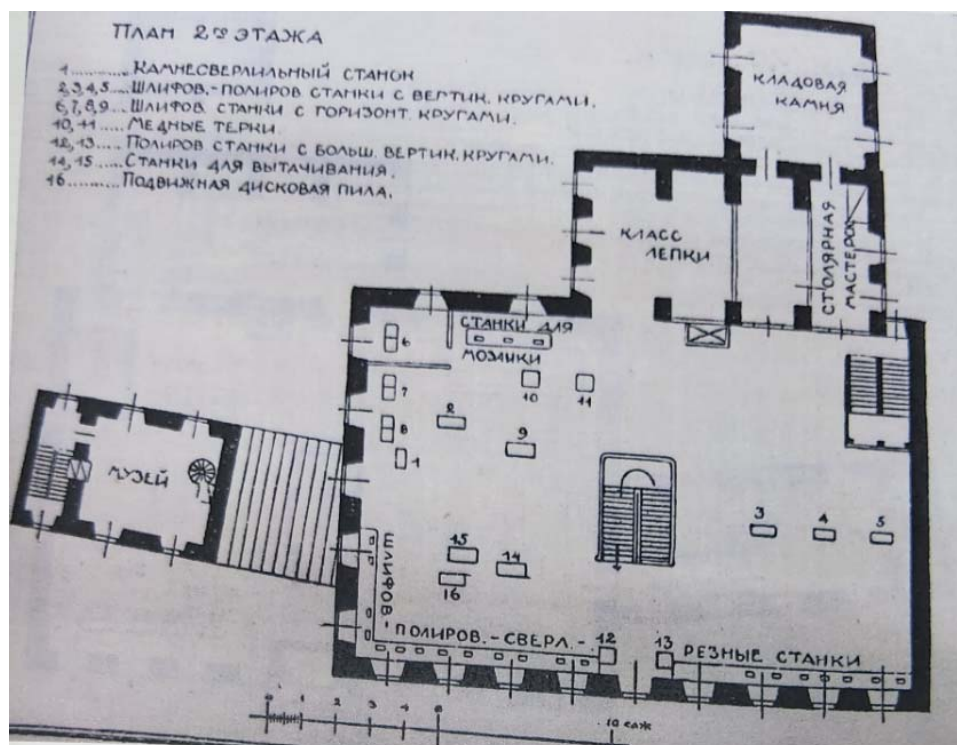 ПЛАН 2го ЭТАЖА
1 .......... КАМНЕСВЕРЛИЛЬНЫЙ СТАНОК
2,3,4,5 ..... ШЛИФОВ.-ПОЛИРОВ СТАНКИ С ВЕРТИК. КРУГАМИ.
6,7,8,9 ... ШЛИФОВ. СТАНКИ С ГОРИЗОНТ. КРУГАМИ.
10,11 ..... МЕДНЫЕ ТЕРКИ.
12,13 ..... ПОЛИРОВ СТАНКИ С БОЛЬШ. ВЕРТИК. КРУГАМИ.
14,15 ..... СТАНКИ ДЛЯ ВЫТАЧИВАНИЯ.
16 .......... ПОДВИЖНАЯ ДИСКОВАЯ ПИЛА.
КЛАДОВАЯ
КАМНЯ
КЛАСС
ЛЕПКИ
СТОЛЯРНАЯ
МАСТЕРСК
СТАНКИ ДЛЯ
МОЗАИКИ
6
7
8
1
2
9
10
11
МУЗЕЙ
3
4
5
15
14
16
ШЛИФОВ-
ПОЛИРОВ.-СВЕРЛ.-
12
13
РЕЗНЫЕ СТАНКИ
0 1 2 3 4 5
10 саж